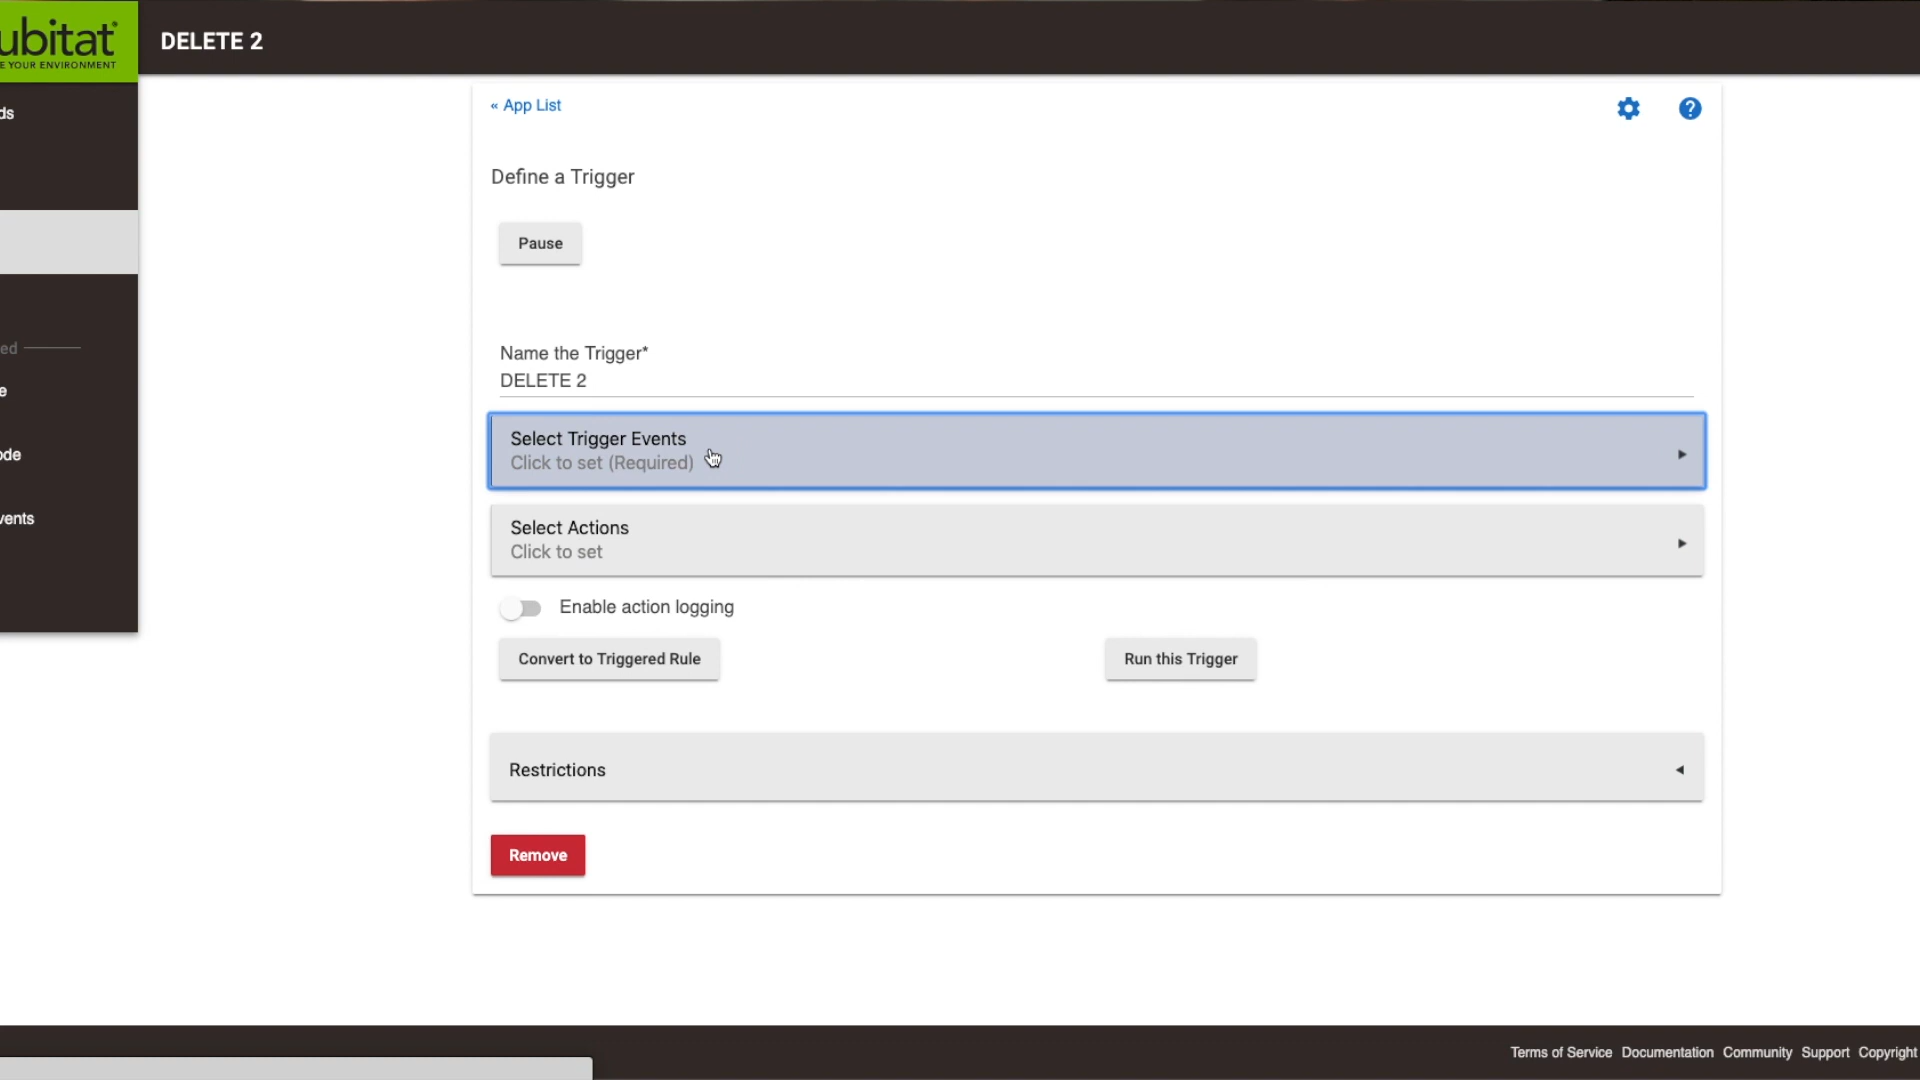 ubitat®
E YOUR ENVIRONMENT
DELETE 2
ds
« App List
Define a Trigger
Pause
ed
Name the Trigger*
DELETE 2
e
Select Trigger Events
Click to set (Required)
ode
vents
Select Actions
Click to set
Enable action logging
Convert to Triggered Rule
Run this Trigger
Restrictions
Remove
Terms of Service Documentation Community Support Copyright